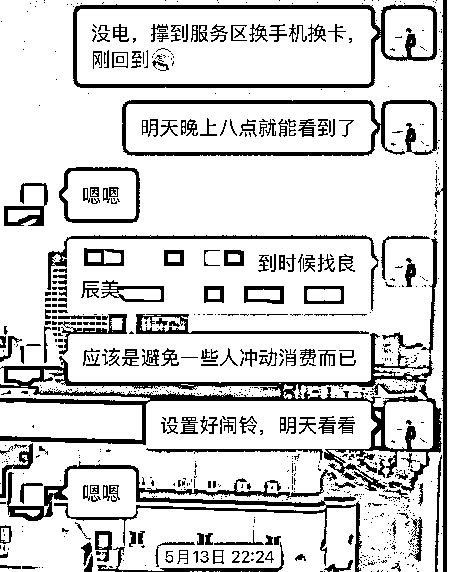 没电，撑到服务区换手机换卡，
刚回到
明天晚上八点就能看到了
嗯嗯
到时候找良
辰美
应该是避免一些人冲动消费而已
设置好闹铃，明天看看
嗯嗯
5月13日 22:24